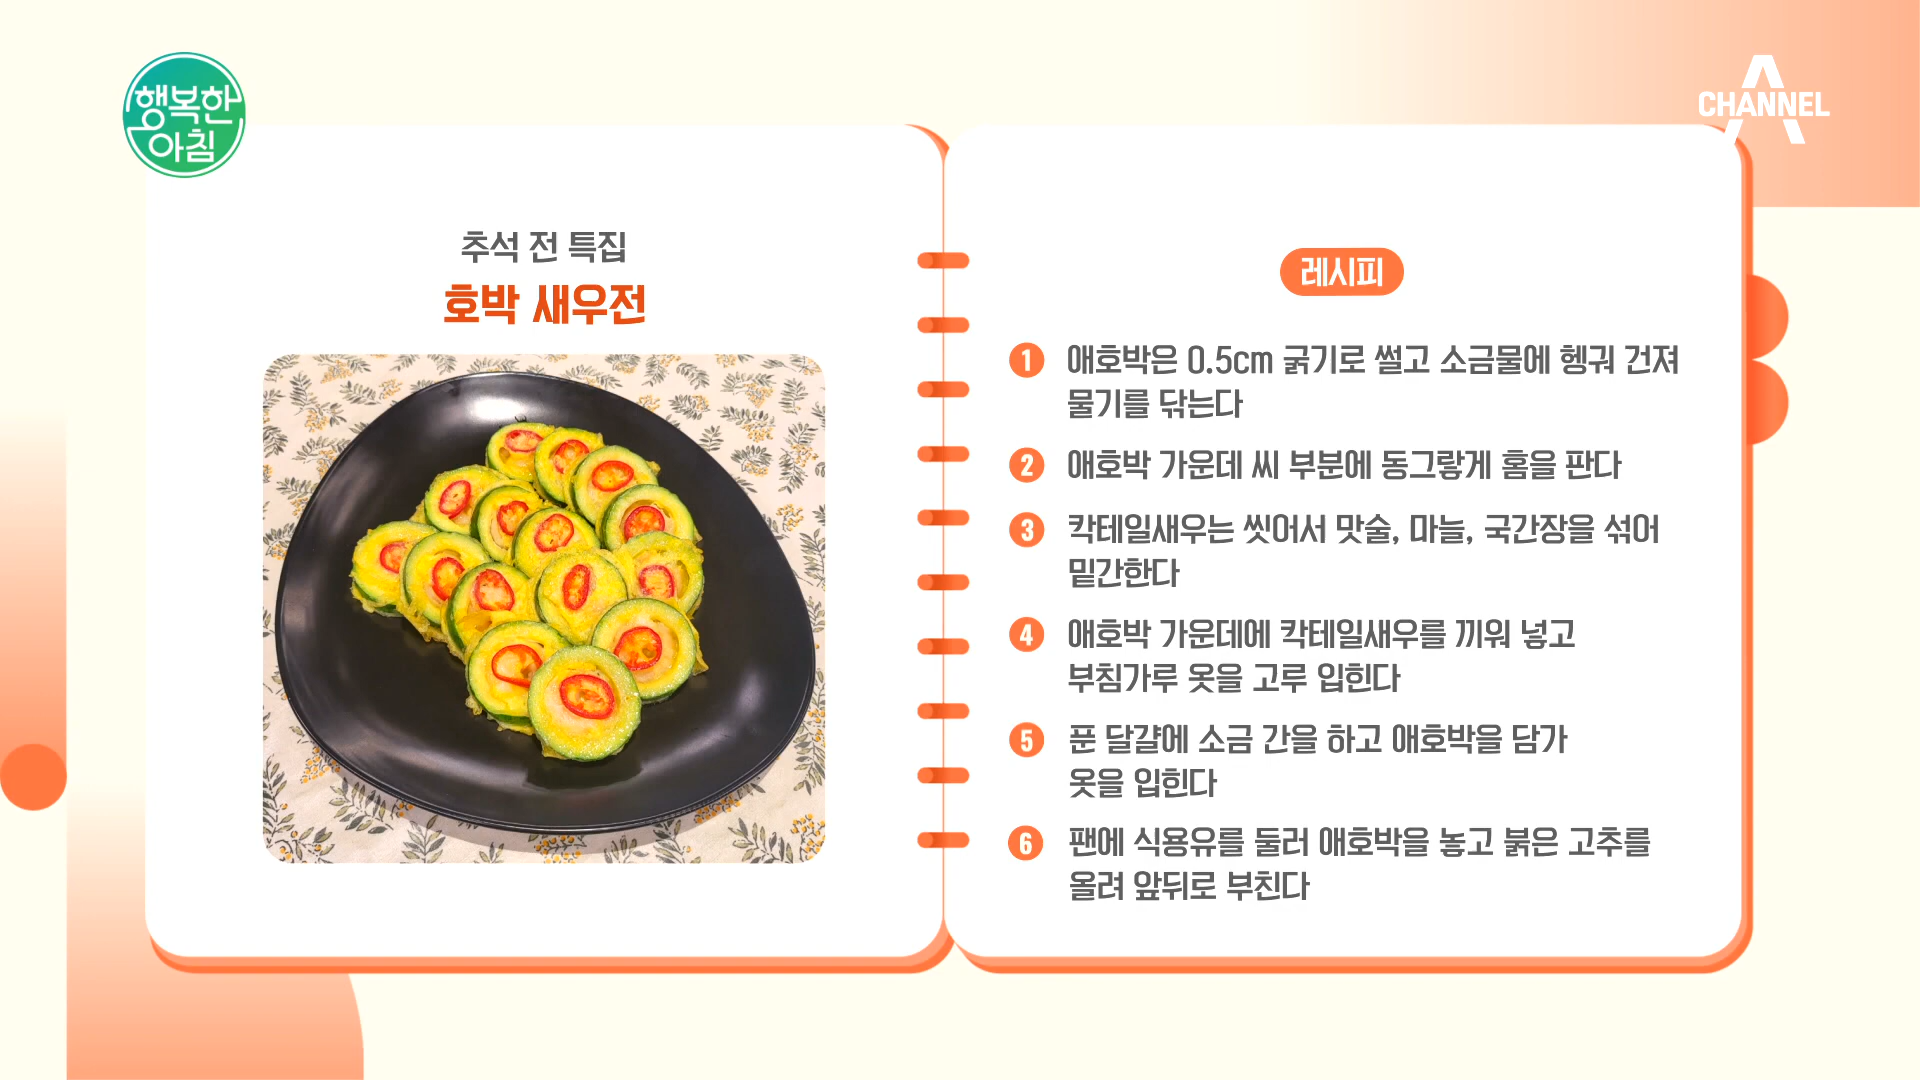 행복한
아침
CHANNEL A
추석 전 특집
호박 새우전
레시피
1 애호박은 0.5cm 굵기로 썰고 소금물에 헹궈 건져
물기를 닦는다
2 애호박 가운데 씨 부분에 동그랗게 홈을 판다
3 칵테일새우는 씻어서 맛술, 마늘, 국간장을 섞어
밑간한다
4 애호박 가운데에 칵테일새우를 끼워 넣고
부침가루 옷을 고루 입힌다
5 푼 달걀에 소금 간을 하고 애호박을 담가
옷을 입힌다
6 팬에 식용유를 둘러 애호박을 놓고 붉은 고추를
올려 앞뒤로 부친다